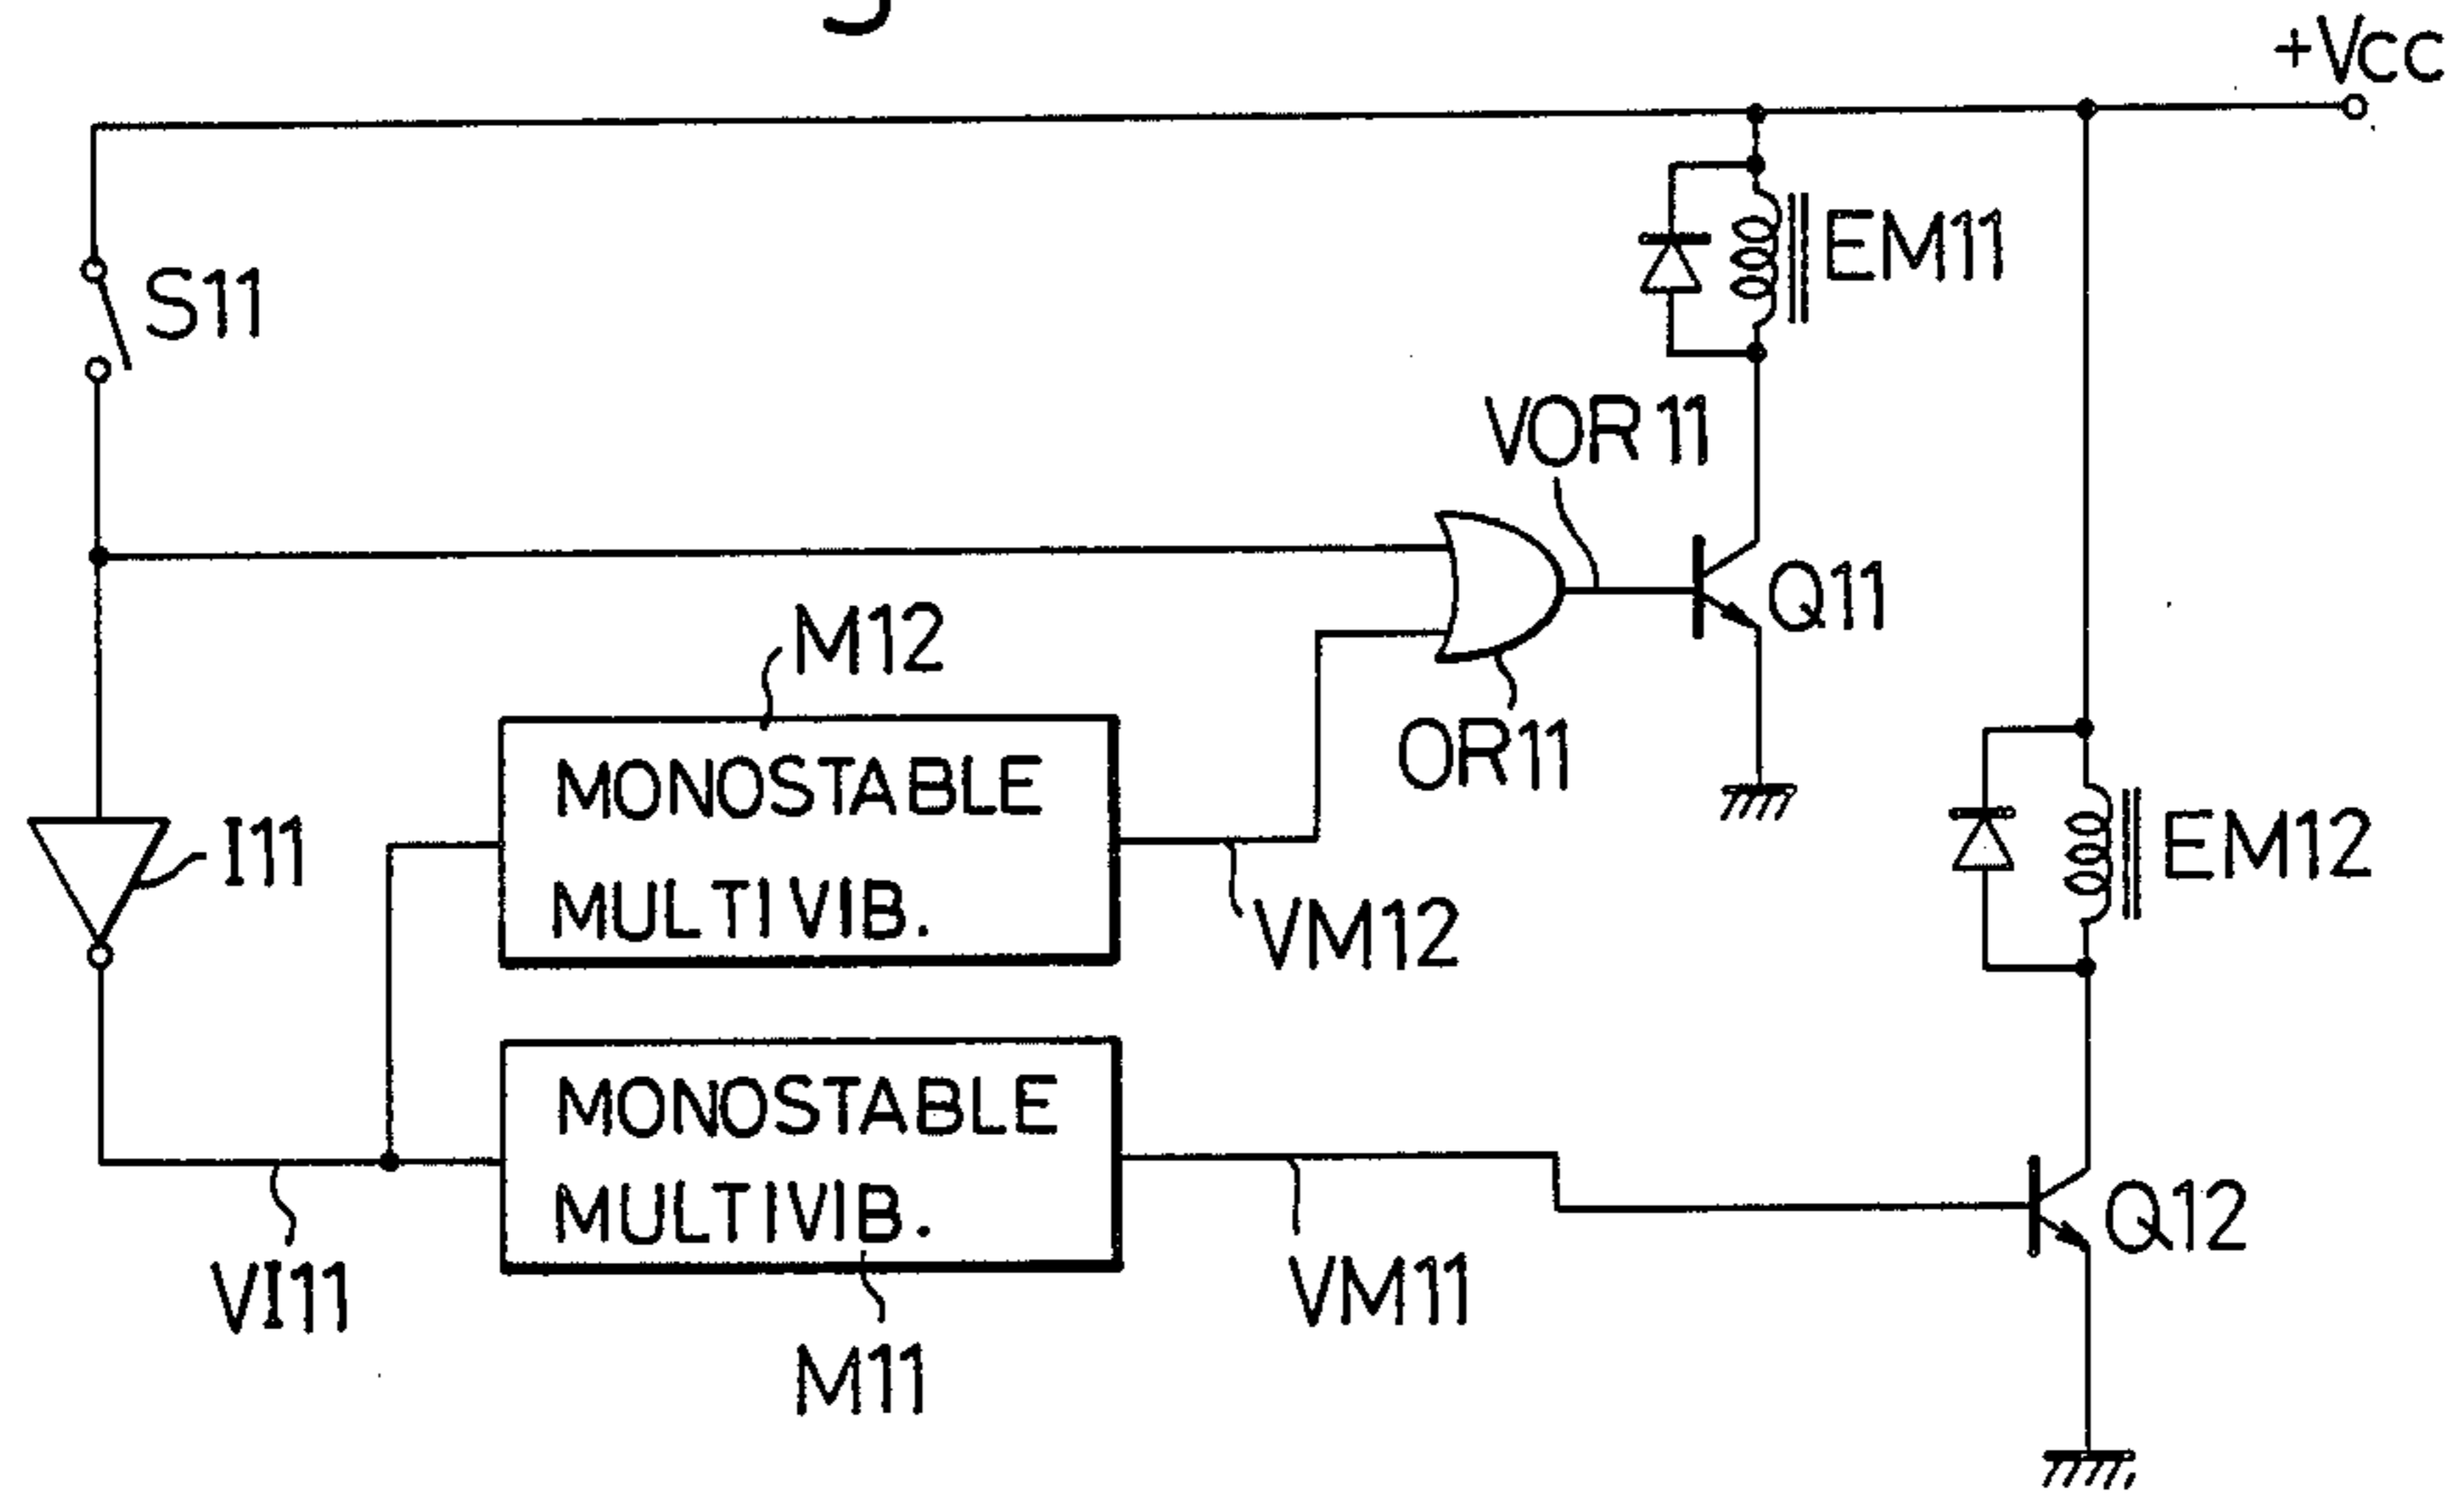 +VCC
S11
EM11
VOR11
Q11
M12
OR11
MONOSTABLE
MULTIVIB.
I11
VM12
EM12
MONOSTABLE
MULTIVIB.
Q12
VI11
VM11
M11